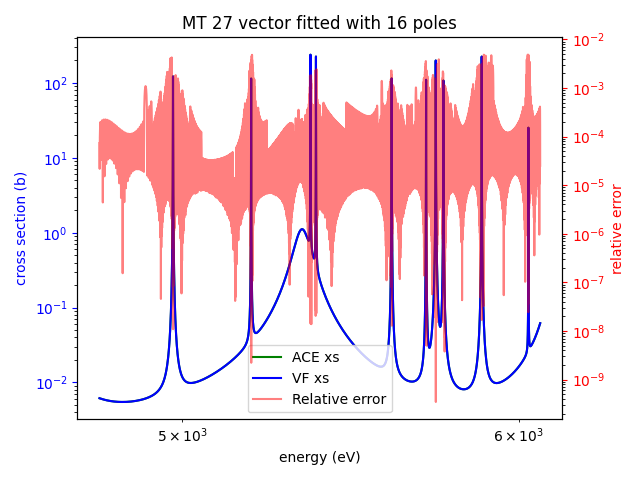 MT 27 vector fitted with 16 poles
10^2
10^1
10^0
10^-1
10^-2
cross section (b)
10^-2
10^-3
10^-4
10^-5
10^-6
10^-7
10^-8
10^-9
relative error
ACE xs
VF xs
Relative error
5 × 10^3
6 × 10^3
energy (eV)